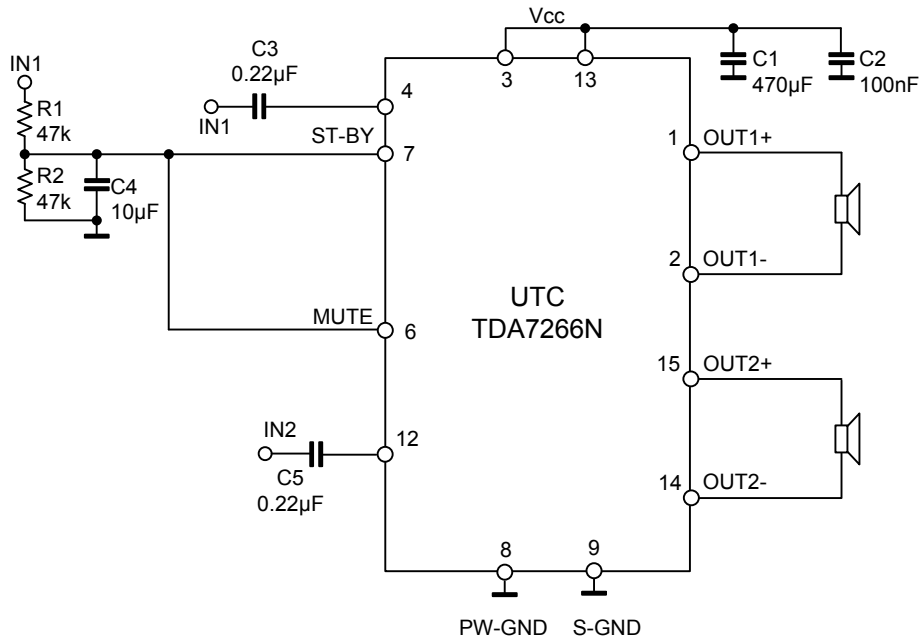 Vcc
C3
0.22µF
IN1
R1
47k
IN1
4
3
13
C1
470µF
C2
100nF
ST-BY
7
1
OUT1+
R2
47k
C4
10µF
2
OUT1-
UTC
TDA7266N
MUTE
6
15
OUT2+
IN2
12
C5
0.22µF
14
OUT2-
8
9
PW-GND
S-GND